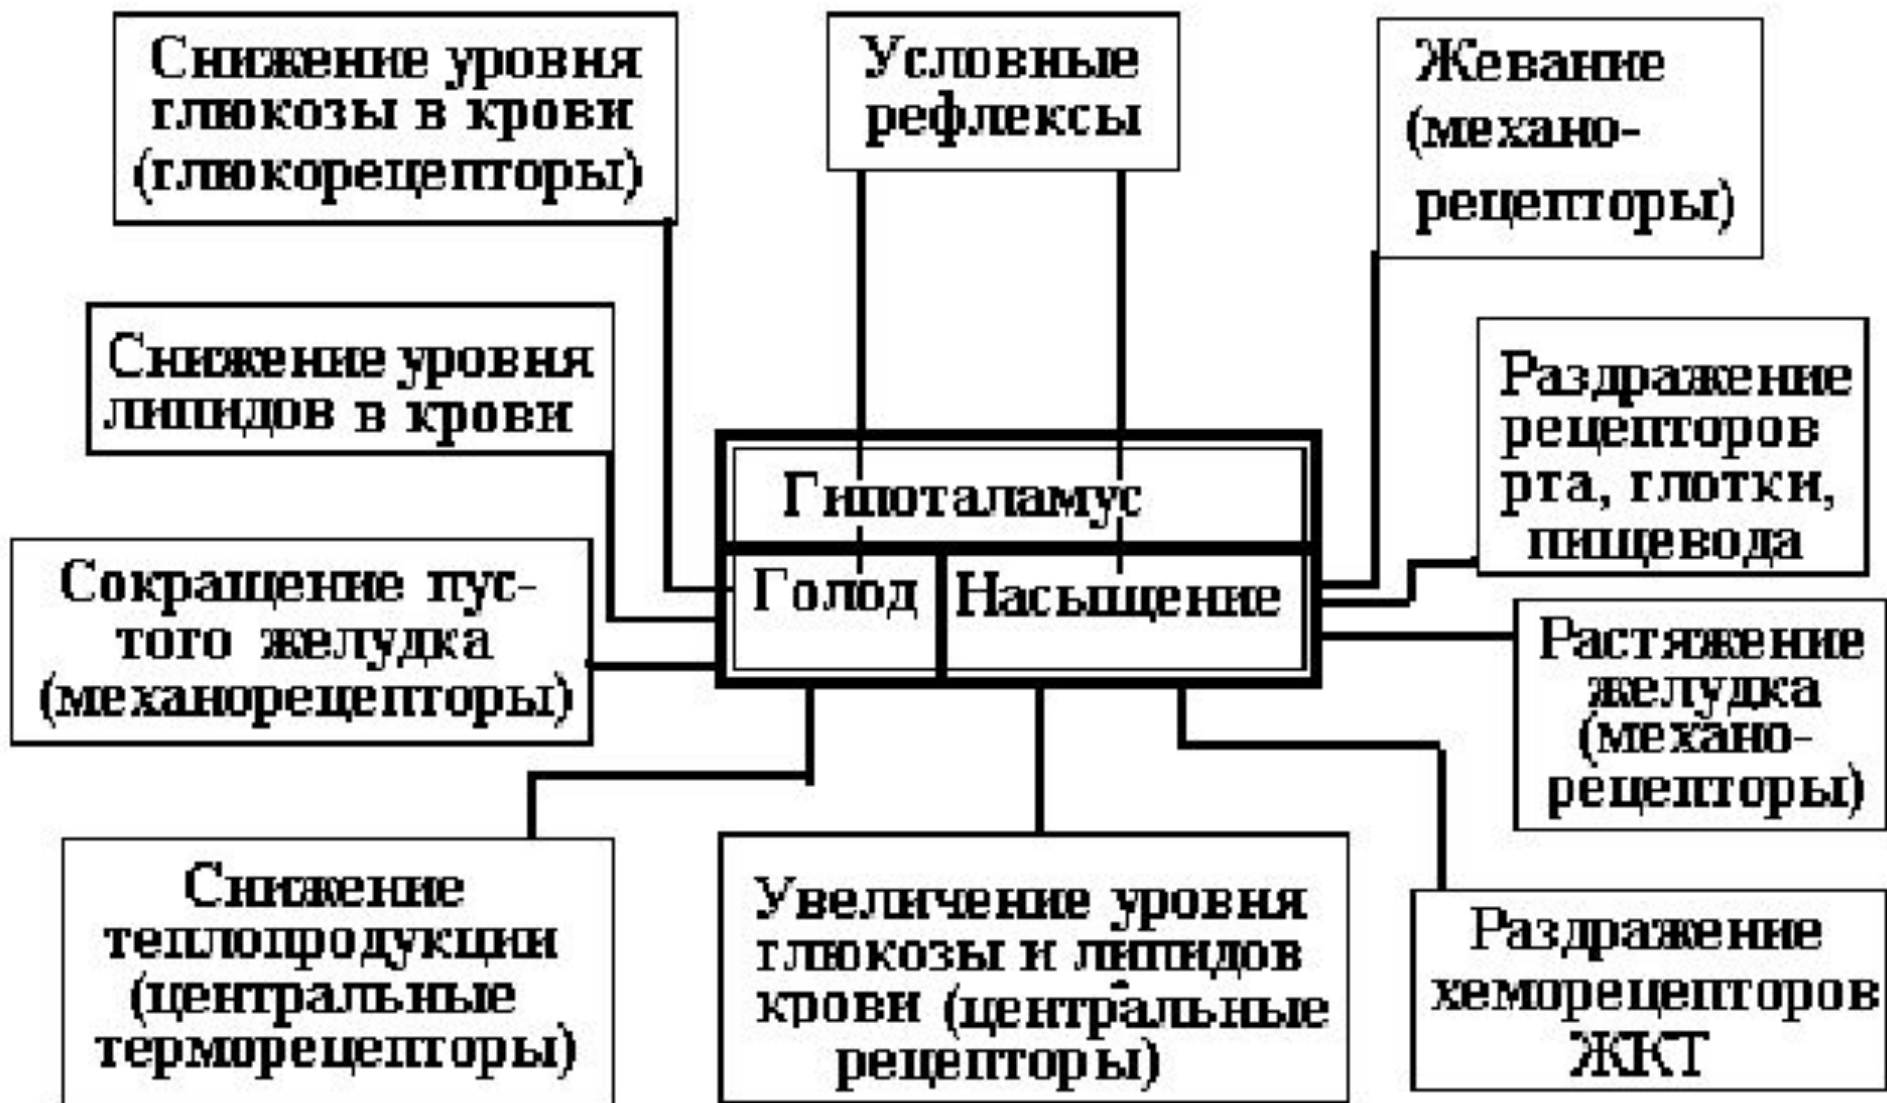 Снижение уровня
глюкозы в крови
(глюкорецепторы)
Условные
рефлексы
Жевание
(механо-
рецепторы)
Снижение уровня
липидов в крови
Раздражение
рецепторов
рта, глотки,
пищевода
Гипоталамус
Голод
Насыщение
Сокращение пус-
того желудка
(механорецепторы)
Растяжение
желудка
(механо-
рецепторы)
Снижение
теплопродукции
(центральные
терморецепторы)
Увеличение уровня
глюкозы и липидов
крови (центральные
рецепторы)
Раздражение
хеморецепторов
ЖКТ